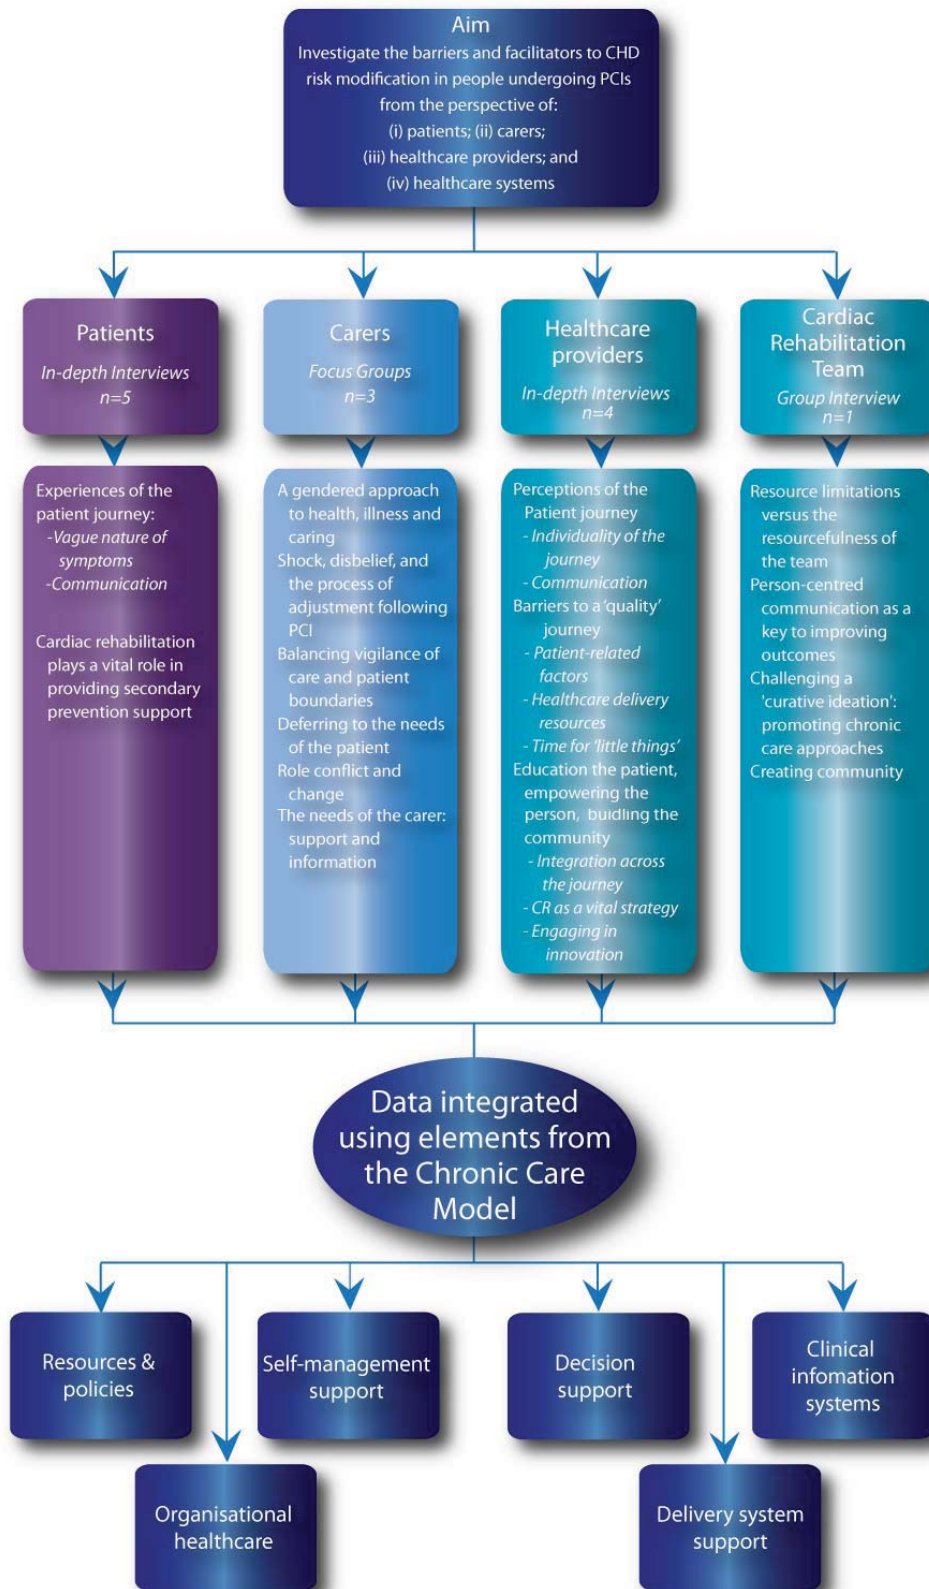 Aim
Investigate the barriers and facilitators to CHD
risk modification in people undergoing PCIs
from the perspective of:
(i) patients; (ii) carers;
(iii) healthcare providers; and
(iv) healthcare systems
Patients
In-depth Interviews
n=5
Carers
Focus Groups
n=3
Healthcare
providers
In-depth Interviews
n=4
Cardiac
Rehabilitation
Team
Group Interview
n=1
Experiences of the
patient journey:
-Vague nature of
symptoms
-Communication
Cardiac rehabilitation
plays a vital role in
providing secondary
prevention support
A gendered approach
to health, illness and
caring
Shock, disbelief, and
the process of
adjustment following
PCI
Balancing vigilance of
care and patient
boundaries
Deferring to the needs
of the patient
Role conflict and
change
The needs of the carer:
support and
information
Perceptions of the
Patient journey
- Individuality of the
journey
- Communication
Barriers to a 'quality'
journey
- Patient-related
factors
- Healthcare delivery
resources
- Time for 'little things'
Education the patient,
empowering the
person, buidling the
community
- Integration across
the journey
- CR as a vital strategy
- Engaging in
innovation
Resource limitations
versus the
resourcefulness of
the team
Person-centred
communication as a
key to improving
outcomes
Challenging a
'curative ideation':
promoting chronic
care approaches
Creating community
Data integrated
using elements from
the Chronic Care
Model
Resources &
policies
Self-management
support
Decision
support
Clinical
infomation
systems
Organisational
healthcare
Delivery system
support